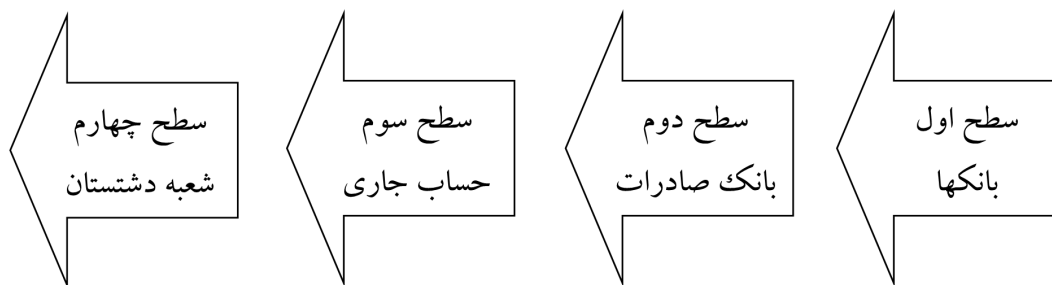 سطح اول
بانکها
سطح دوم
بانک صادرات
سطح سوم
حساب جاری
سطح چهارم
شعبه دشتستان